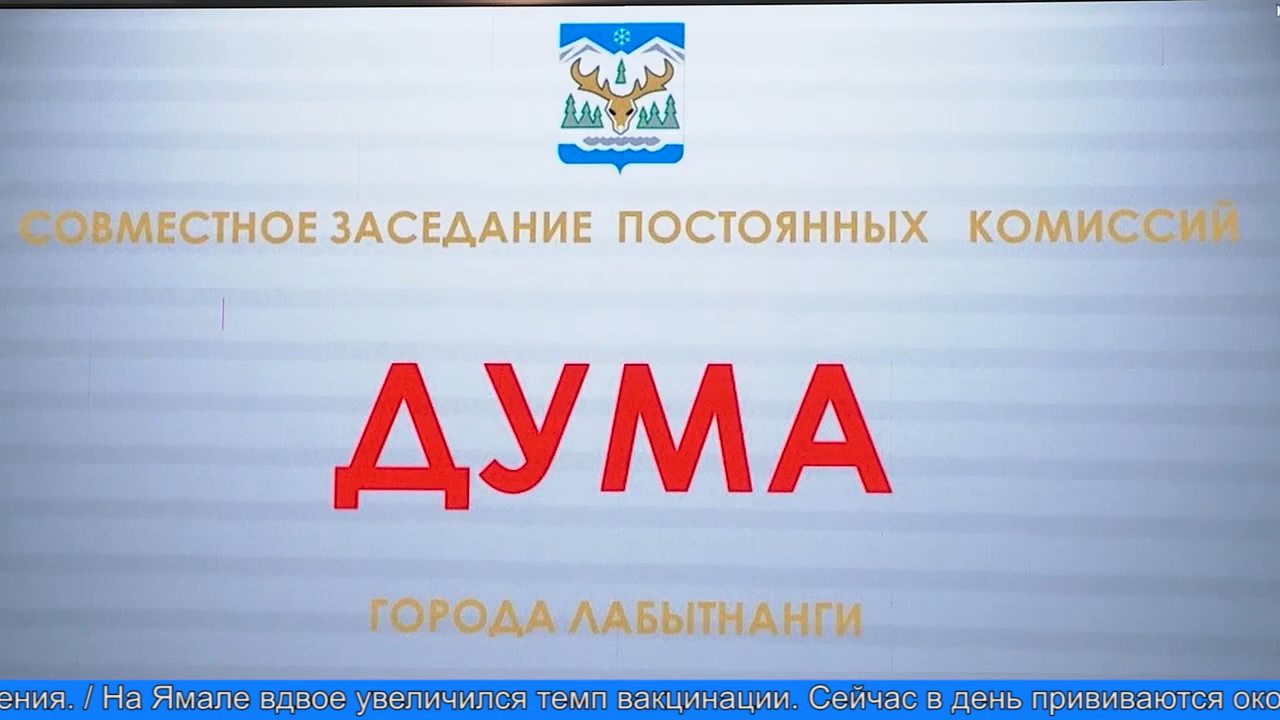 СОВМЕСТНОЕ ЗАСЕДАНИЕ ПОСТОЯННЫХ КОМИССИЙ
ДУМА
ГОРОДА ЛАБЫТНАНГИ
ения. / На Ямале вдвое увеличился темп вакцинации. Сейчас в день прививаются око